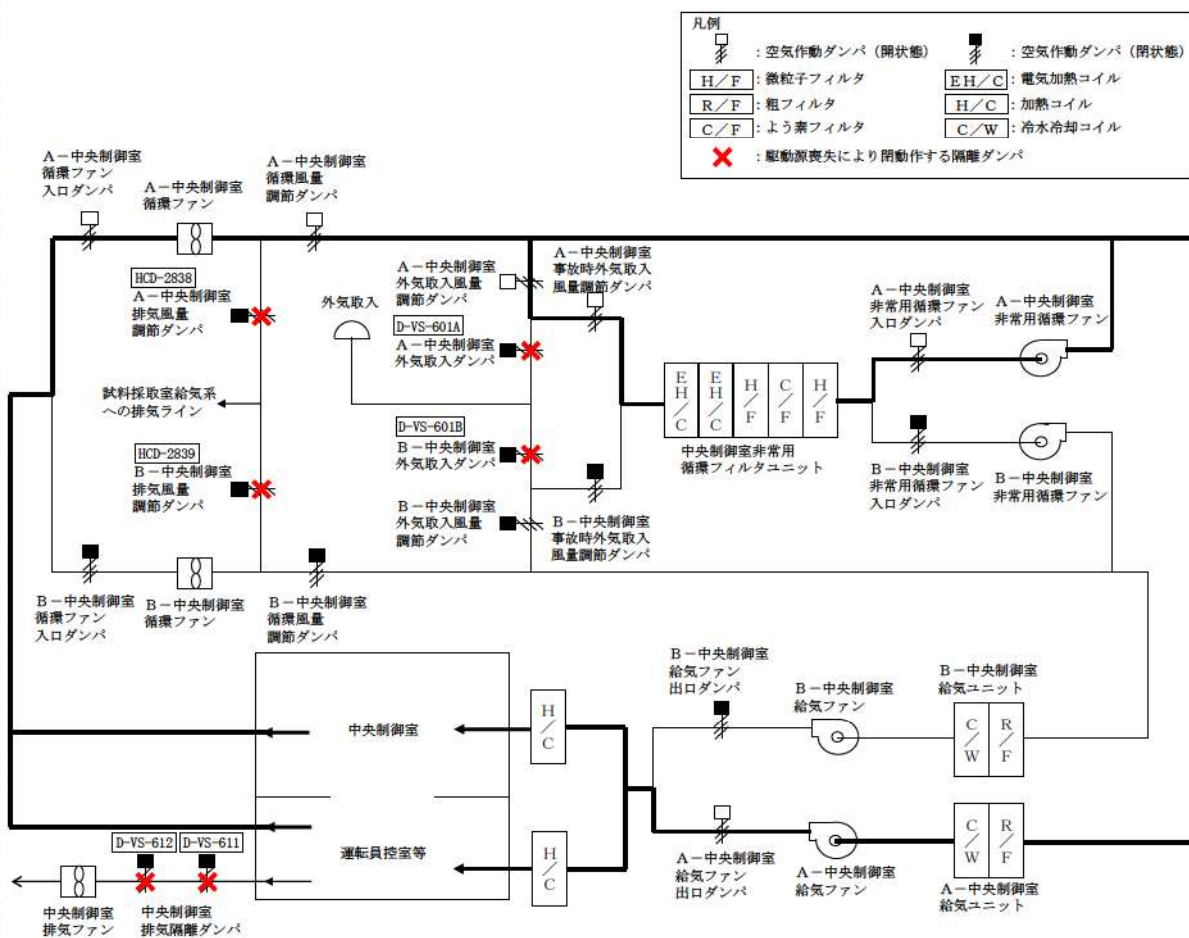 凡例
：空気作動ダンパ（開状態）
：空気作動ダンパ（閉状態）
H／F
：微粒子フィルタ
EH／C
：電気加熱コイル
R／F
：粗フィルタ
H／C
：加熱コイル
C／F
：よう素フィルタ
C／W
：冷水冷却コイル
：駆動源喪失により閉動作する隔離ダンパ
A－中央制御室
循環ファン
入口ダンパ
A－中央制御室
循環ファン
A－中央制御室
循環風量
調節ダンパ
HCD-2838
A－中央制御室
排気風量
調節ダンパ
外気取入
A－中央制御室
外気取入風量
調節ダンパ
A－中央制御室
事故時外気取入
風量調節ダンパ
D-VS-601A
A－中央制御室
外気取入ダンパ
A－中央制御室
非常用循環ファン
入口ダンパ
A－中央制御室
非常用循環ファン
試料採取室給気系
への排気ライン
EH／C
EH／C
H／F
C／F
H／F
中央制御室非常用
循環フィルタユニット
HCD-2839
B－中央制御室
排気風量
調節ダンパ
D-VS-601B
B－中央制御室
外気取入ダンパ
B－中央制御室
外気取入風量
調節ダンパ
B－中央制御室
事故時外気取入
風量調節ダンパ
B－中央制御室
非常用循環ファン
入口ダンパ
B－中央制御室
非常用循環ファン
B－中央制御室
循環ファン
入口ダンパ
B－中央制御室
循環ファン
B－中央制御室
循環風量
調節ダンパ
B－中央制御室
給気ファン
出口ダンパ
B－中央制御室
給気ファン
B－中央制御室
給気ユニット
C／W
R／F
中央制御室
H／C
運転員控室等
H／C
A－中央制御室
給気ファン
出口ダンパ
A－中央制御室
給気ファン
C／W
R／F
A－中央制御室
給気ユニット
D-VS-612
D-VS-611
中央制御室
排気ファン
中央制御室
排気隔離ダンパ